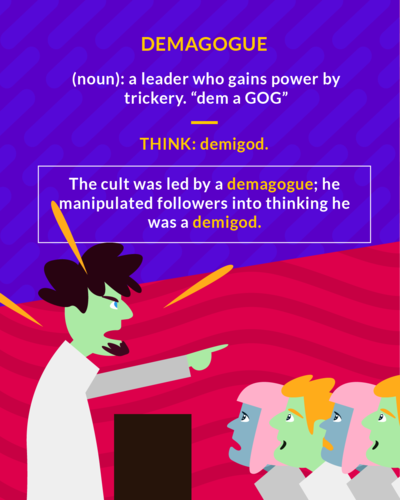 DEMAGOGUE
(noun): a leader who gains power by
trickery. “dem a GOG”
THINK: demigod.
The cult was led by a demagogue; he
manipulated followers into thinking he
was a demigod.